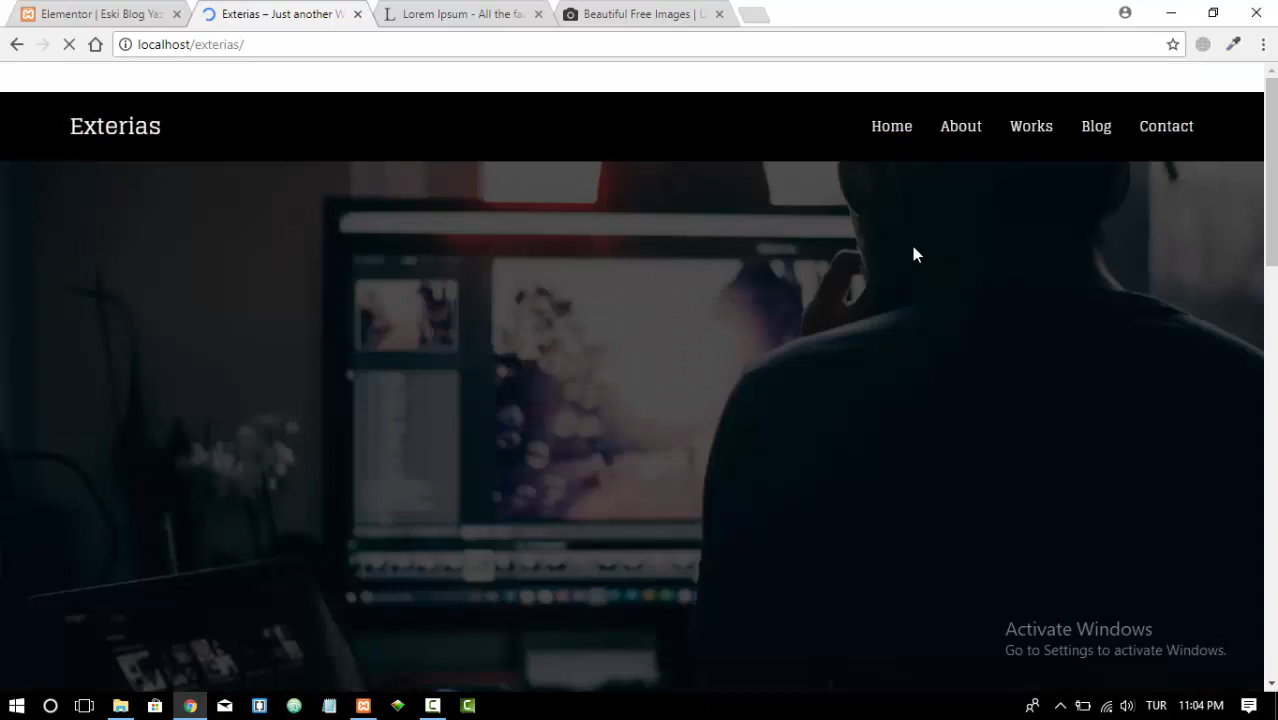 Elementor | Eski Blog Yaz
Exterias – Just another W
Lorem Ipsum - All the fac
Beautiful Free Images | U
localhost/exterias/
Exterias
Home About Works Blog Contact
Activate Windows
Go to Settings to activate Windows.
TUR 11:04 PM